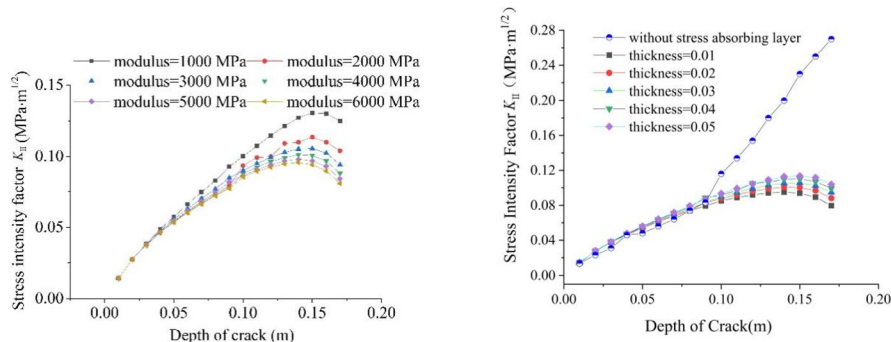 modulus=1000 MPa modulus=2000 MPa
modulus=3000 MPa modulus=4000 MPa
modulus=5000 MPa modulus=6000 MPa
Stress intensity factor K_II (MPa·m^1/2)
0.15
0.10
0.05
0.00
0.00 0.05 0.10 0.15 0.20
Depth of crack (m)
without stress absorbing layer
thickness=0.01
thickness=0.02
thickness=0.03
thickness=0.04
thickness=0.05
Stress Intensity Factor K_II (MPa·m^1/2)
0.28
0.24
0.20
0.16
0.12
0.08
0.04
0.00
0.00 0.05 0.10 0.15 0.20
Depth of Crack(m)